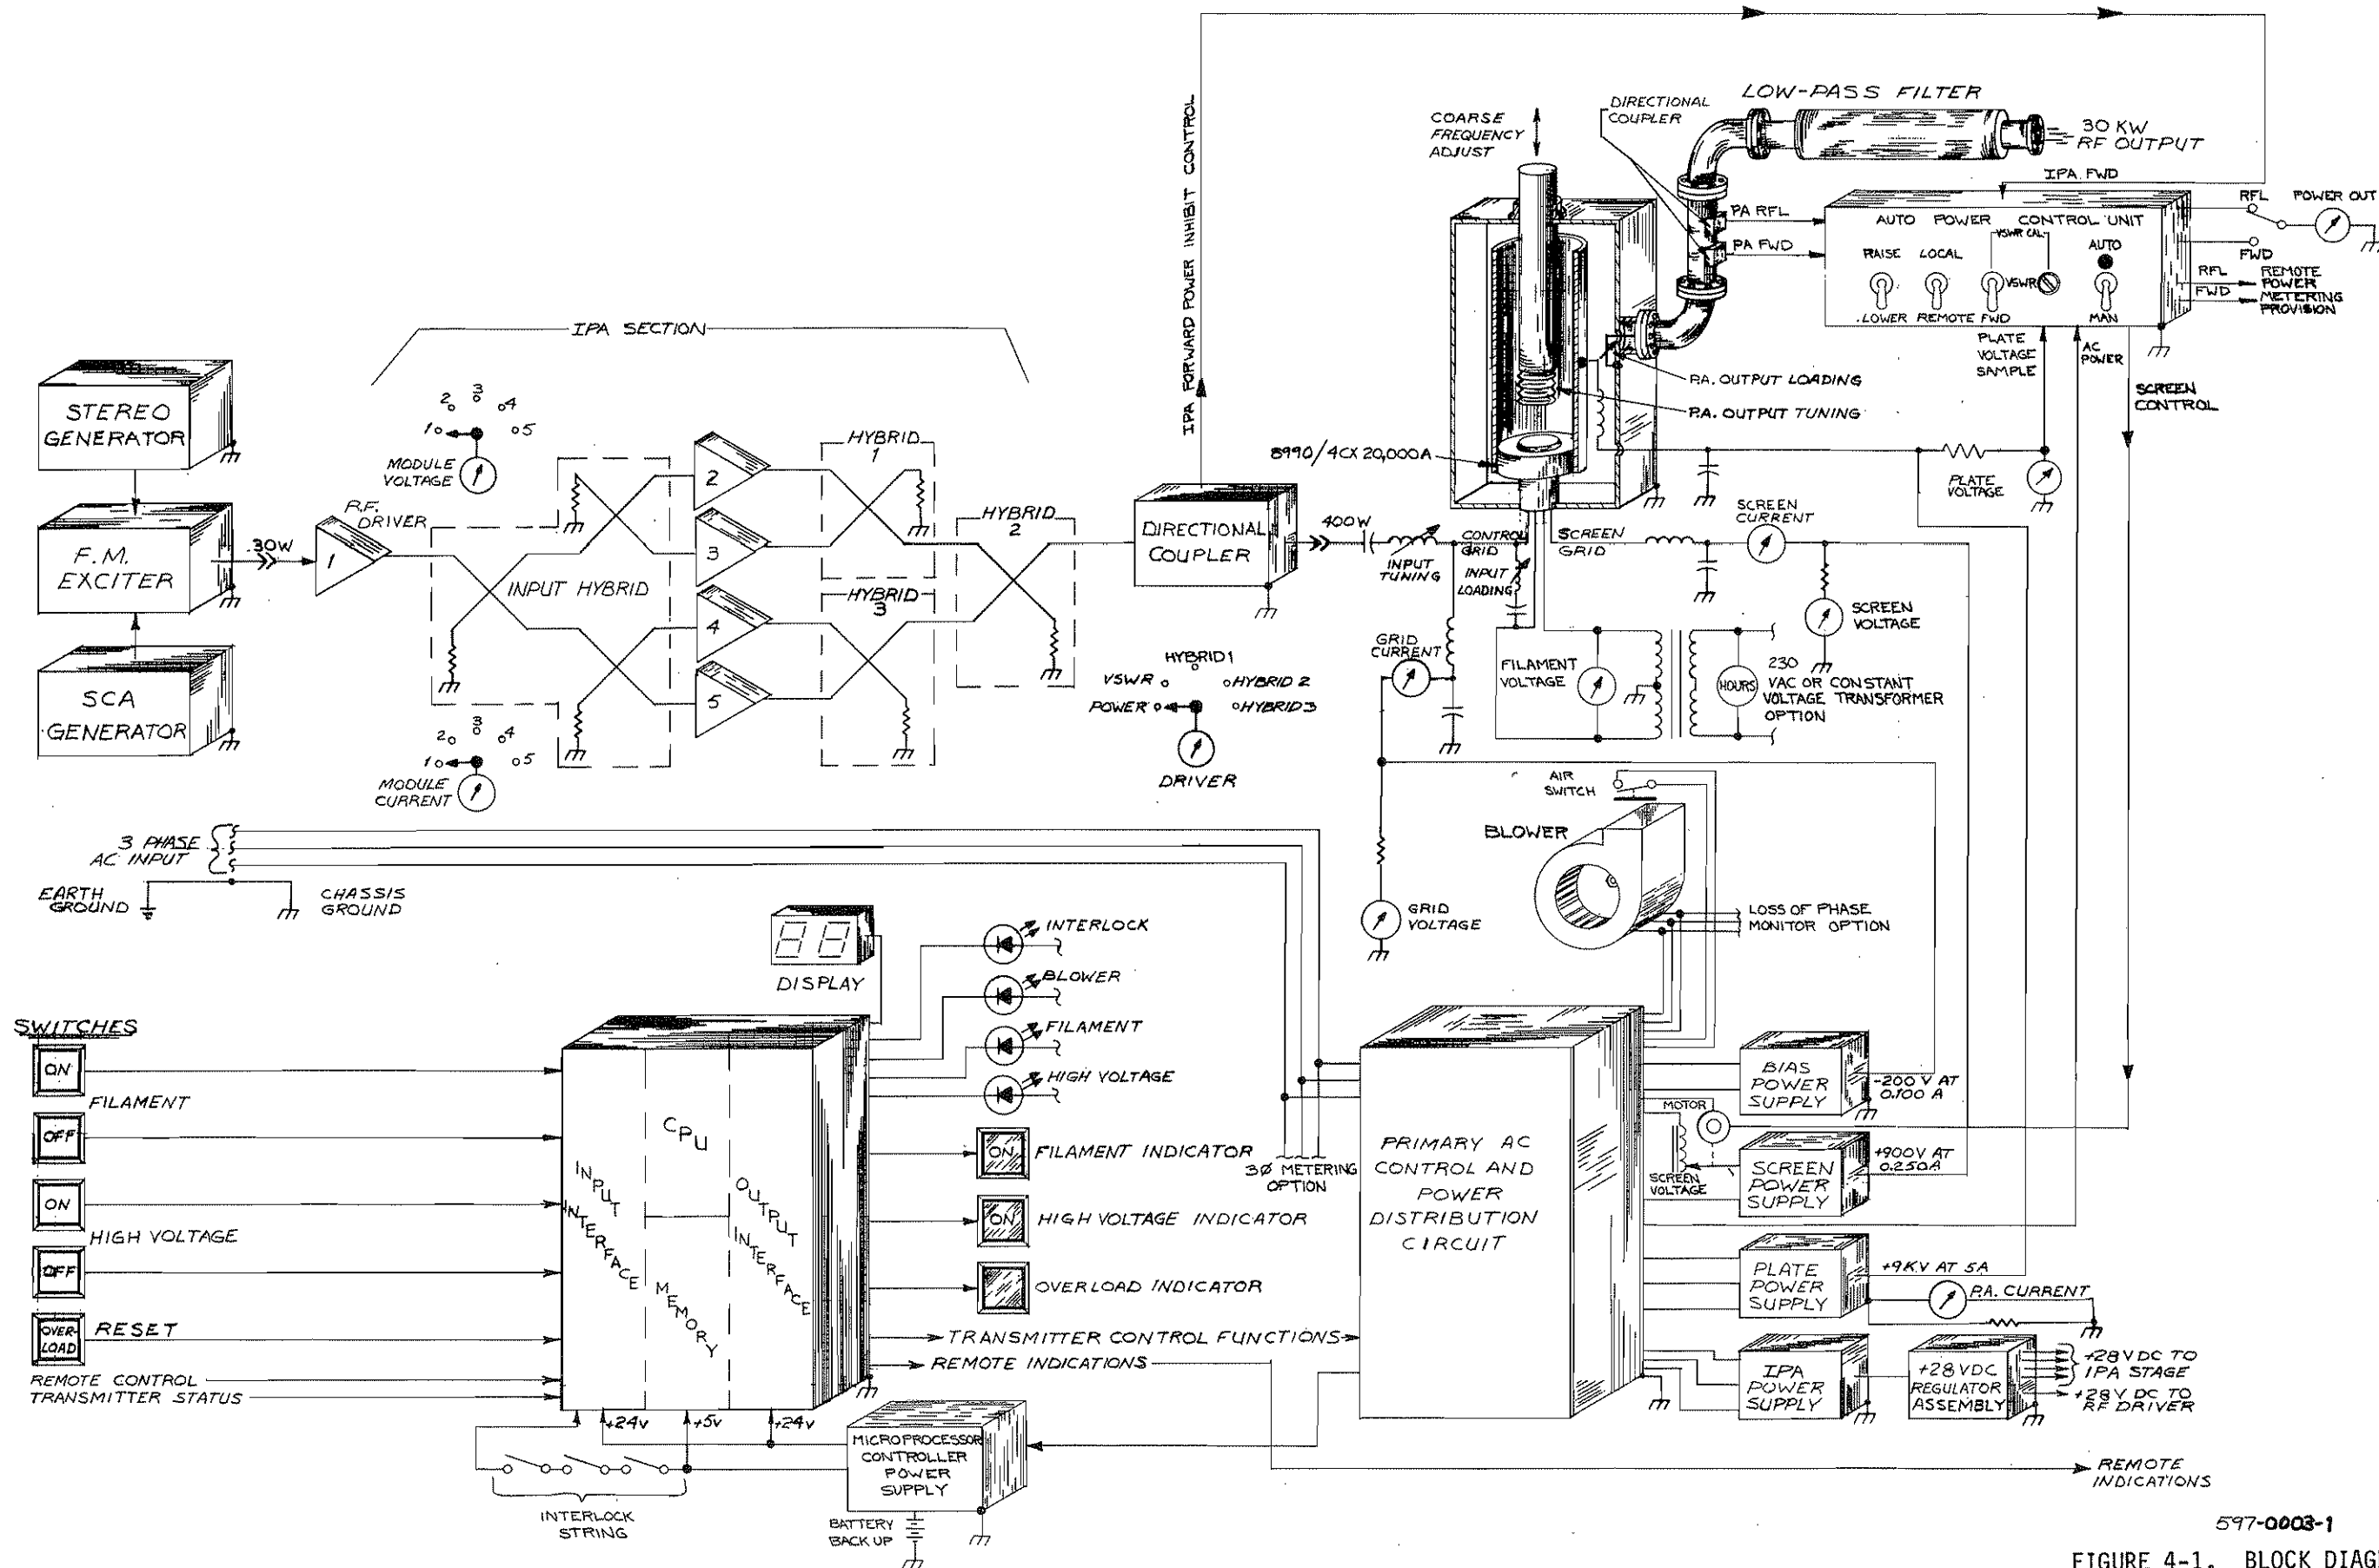 LOW-PASS FILTER
DIRECTIONAL
COUPLER
COARSE
FREQUENCY
ADJUST
30 KW
RF OUTPUT
IPA FORWARD POWER INHIBIT CONTROL
IPA FWD
PA RFL
PA FWD
AUTO POWER CONTROL UNIT
VSWR CAL
RAISE
LOCAL
AUTO
VSWR
LOWER
REMOTE
FWD
MAN
RFL
POWER OUT
FWD
RFL
FWD
REMOTE
POWER
METERING
PROVISION
PLATE
VOLTAGE
SAMPLE
AC
POWER
SCREEN
CONTROL
P.A. OUTPUT LOADING
P.A. OUTPUT TUNING
8990/4CX 20,000A
PLATE
VOLTAGE
IPA SECTION
STEREO
GENERATOR
F.M.
EXCITER
SCA
GENERATOR
30W
R.F.
DRIVER
1
1
2
3
4
5
MODULE
VOLTAGE
INPUT HYBRID
2
3
4
5
HYBRID
1
HYBRID
2
HYBRID
3
1
2
3
4
5
MODULE
CURRENT
DIRECTIONAL
COUPLER
400W
INPUT
TUNING
CONTROL
GRID
INPUT
LOADING
SCREEN
GRID
SCREEN
CURRENT
SCREEN
VOLTAGE
GRID
CURRENT
FILAMENT
VOLTAGE
HOURS
230
VAC OR CONSTANT
VOLTAGE TRANSFORMER
OPTION
HYBRID 1
VSWR
HYBRID 2
POWER
HYBRID 3
DRIVER
AIR
SWITCH
BLOWER
GRID
VOLTAGE
LOSS OF PHASE
MONITOR OPTION
3 PHASE
AC INPUT
EARTH
GROUND
CHASSIS
GROUND
DISPLAY
INTERLOCK
BLOWER
FILAMENT
HIGH VOLTAGE
SWITCHES
ON
FILAMENT
OFF
ON
HIGH VOLTAGE
OFF
OVER-
LOAD
RESET
REMOTE CONTROL
TRANSMITTER STATUS
INPUT
INTERFACE
CPU
MEMORY
OUTPUT
INTERFACE
ON
FILAMENT INDICATOR
ON
HIGH VOLTAGE INDICATOR
OVERLOAD INDICATOR
TRANSMITTER CONTROL FUNCTIONS
REMOTE INDICATIONS
3Ø METERING
OPTION
PRIMARY AC
CONTROL AND
POWER
DISTRIBUTION
CIRCUIT
BIAS
POWER
SUPPLY
-200 V AT
0.100 A
MOTOR
SCREEN
VOLTAGE
SCREEN
POWER
SUPPLY
+900V AT
0.250A
PLATE
POWER
SUPPLY
+9KV AT 5A
P.A. CURRENT
IPA
POWER
SUPPLY
+28VDC
REGULATOR
ASSEMBLY
+28VDC TO
IPA STAGE
+28V DC TO
RF DRIVER
+24V
+5V
+24V
MICROPROCESSOR
CONTROLLER
POWER
SUPPLY
INTERLOCK
STRING
BATTERY
BACK UP
REMOTE
INDICATIONS
597-0003-1
FIGURE 4-1. BLOCK DIAG